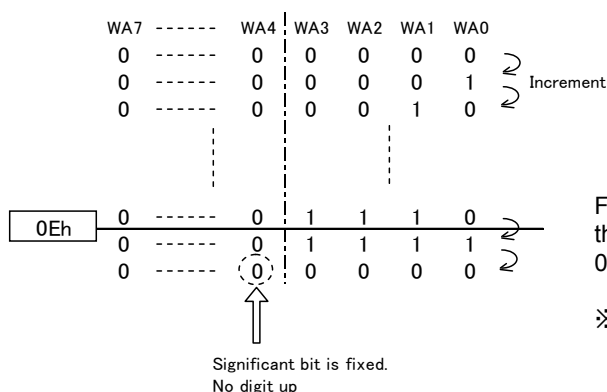 WA7 ------ WA4 WA3 WA2 WA1 WA0
0 ------ 0 0 0 0 0
0 ------ 0 0 0 0 1
Increment
0 ------ 0 0 0 1 0
0Eh
0 ------ 0 1 1 1 0
0 ------ 0 1 1 1 1
0 ------ 0 0 0 0 0
F
th
0
※
Significant bit is fixed.
No digit up